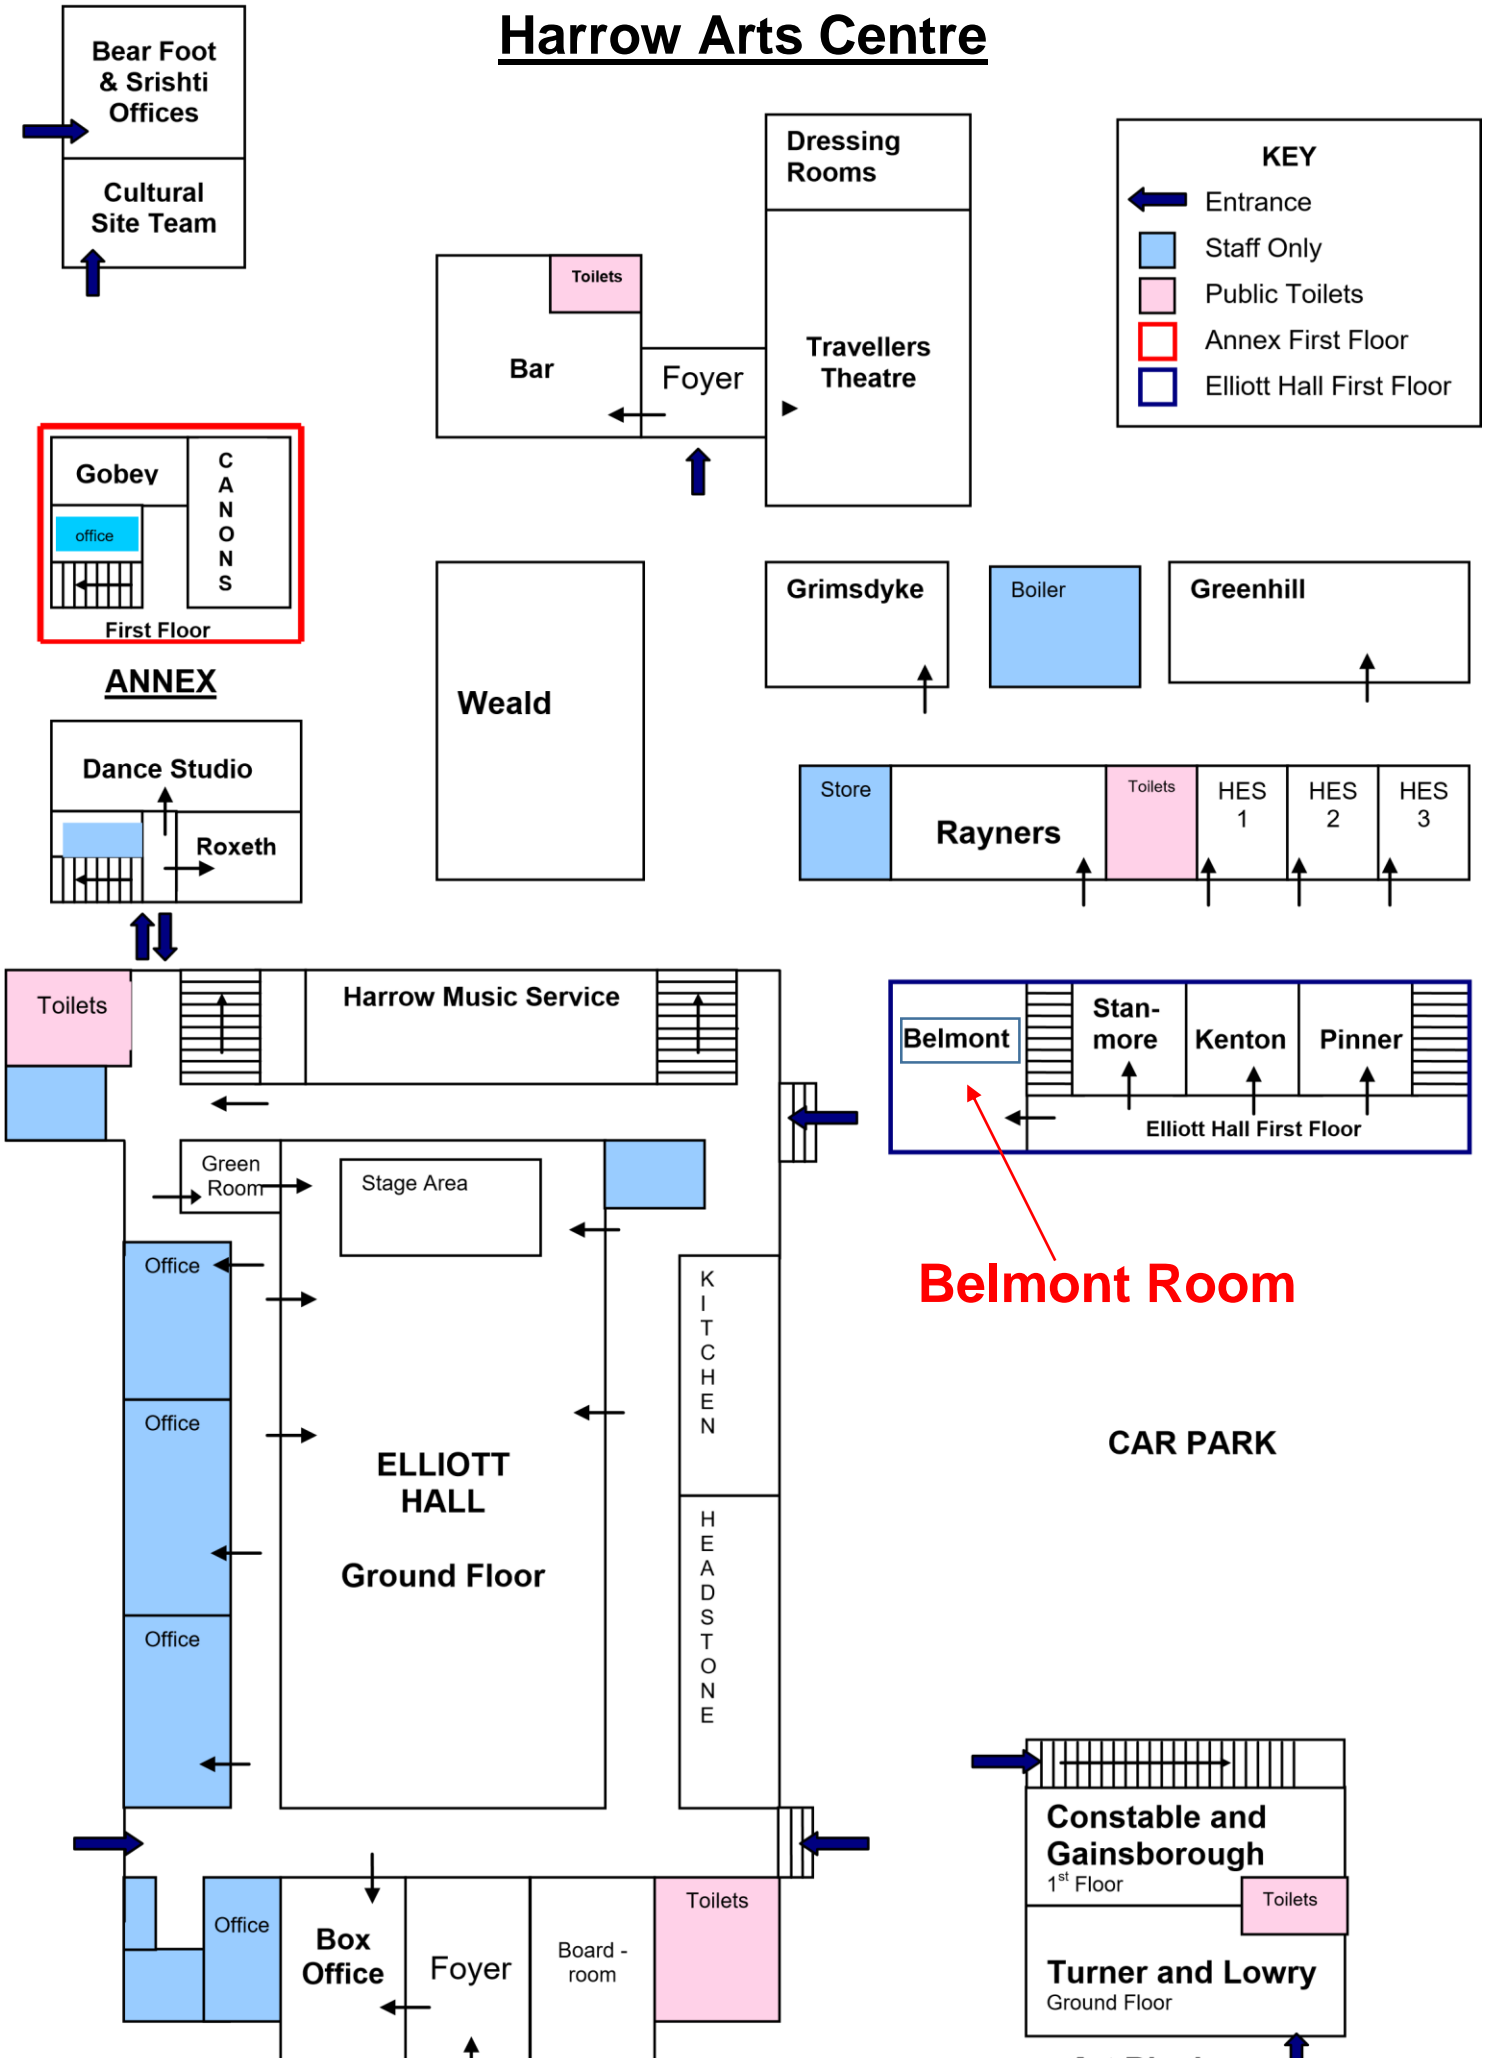 Harrow Arts Centre
Bear Foot
& Srishti
Offices
Cultural
Site Team
Dressing
Rooms
KEY
Entrance
Staff Only
Public Toilets
Annex First Floor
Elliott Hall First Floor
Toilets
Bar
Foyer
Travellers
Theatre
Gobey
CANONS
office
First Floor
ANNEX
Weald
Grimsdyke
Boiler
Greenhill
Dance Studio
Roxeth
Store
Rayners
Toilets
HES
1
HES
2
HES
3
Toilets
Harrow Music Service
Belmont
Stan-
more
Kenton
Pinner
Elliott Hall First Floor
Green
Room
Stage Area
Office
KITCHEN
Belmont Room
Office
CAR PARK
ELLIOTT
HALL
Ground Floor
HEADSTONE
Office
Constable and
Gainsborough
1st Floor
Toilets
Turner and Lowry
Ground Floor
Office
Box
Office
Foyer
Board -
room
Toilets